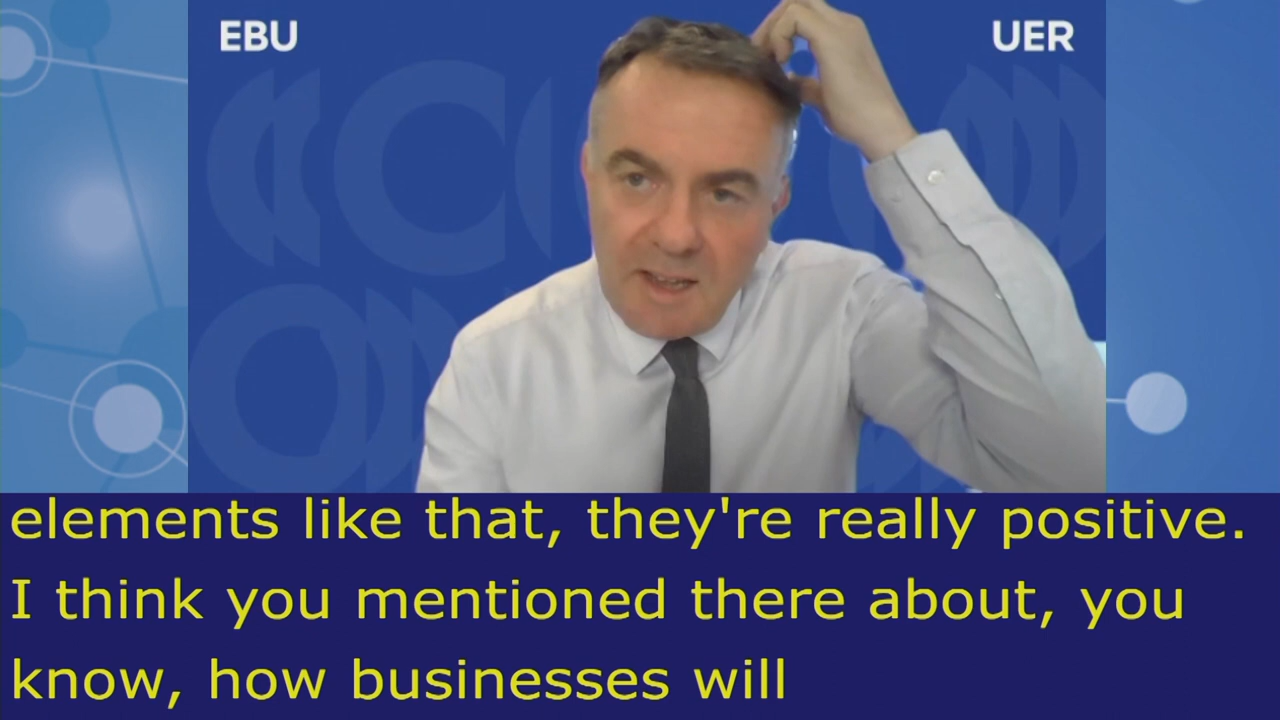 EBU UER
elements like that, they're really positive.
I think you mentioned there about, you
know, how businesses will